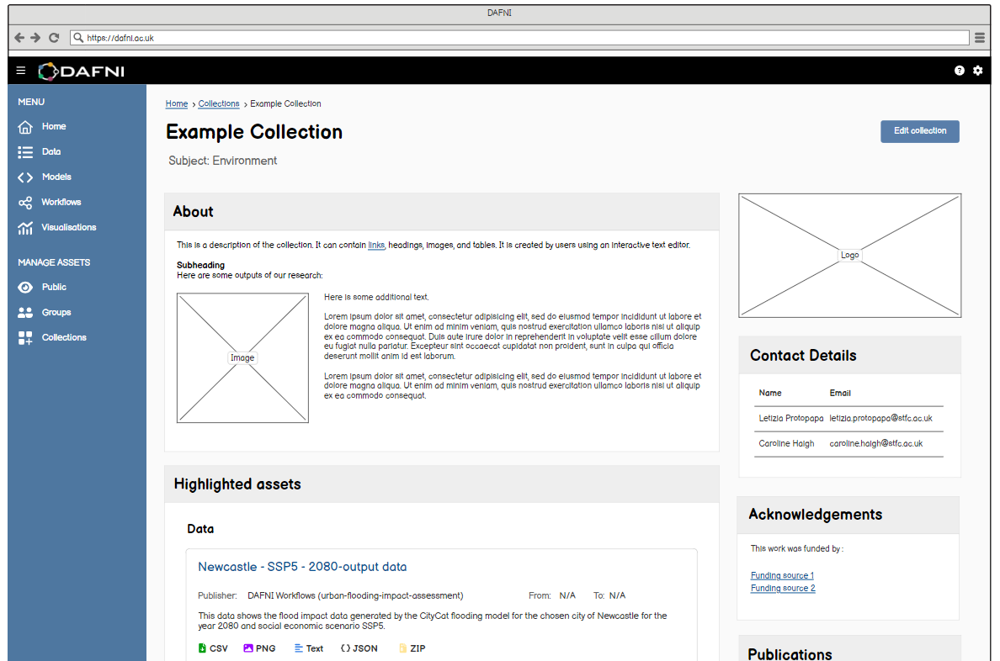 DAFNI
https://dafni.ac.uk
DAFNI
MENU
Home
Data
Models
Workflows
Visualisations
MANAGE ASSETS
Public
Groups
Collections
Home > Collections > Example Collection
Example Collection
Edit collection
Subject: Environment
About
This is a description of the collection. It can contain links, headings, images, and tables. It is created by users using an interactive text editor.
Subheading
Here are some outputs of our research:
Image
Here is some additional text.
Lorem ipsum dolor sit amet, consectetur adipisicing elit, sed do eiusmod tempor incididunt ut labore et
dolore magna aliqua. Ut enim ad minim veniam, quis nostrud exercitation ullamco laboris nisi ut aliquip
ex ea commodo consequat. Duis aute irure dolor in reprehenderit in voluptate velit esse cillum dolore
eu fugiat nulla pariatur. Excepteur sint occaecat cupidatat non proident, sunt in culpa qui officia
deserunt mollit anim id est laborum.
Lorem ipsum dolor sit amet, consectetur adipisicing elit, sed do eiusmod tempor incididunt ut labore et
dolore magna aliqua. Ut enim ad minim veniam, quis nostrud exercitation ullamco laboris nisi ut aliquip
ex ea commodo consequat.
Highlighted assets
Data
Newcastle - SSP5 - 2080-output data
Publisher: DAFNI Workflows (urban-flooding-impact-assessment) From: N/A To: N/A
This data shows the flood impact data generated by the CityCat flooding model for the chosen city of Newcastle for the
year 2080 and social economic scenario SSP5.
CSV PNG Text {} JSON ZIP
Logo
Contact Details
Name Email
Letizia Protopapa letizia.protopapa@stfc.ac.uk
Caroline Haigh caroline.haigh@stfc.ac.uk
Acknowledgements
This work was funded by :
Funding source 1
Funding source 2
Publications